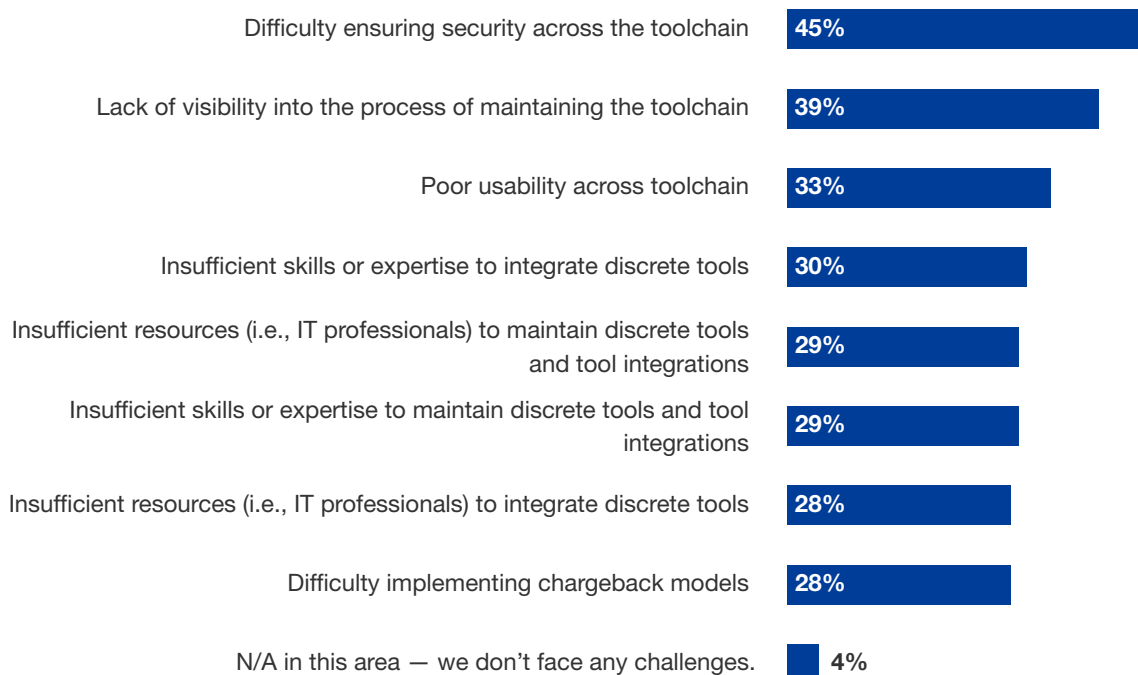 Difficulty ensuring security across the toolchain
45%
Lack of visibility into the process of maintaining the toolchain
39%
Poor usability across toolchain
33%
Insufficient skills or expertise to integrate discrete tools
30%
Insufficient resources (i.e., IT professionals) to maintain discrete tools
and tool integrations
29%
Insufficient skills or expertise to maintain discrete tools and tool
integrations
29%
Insufficient resources (i.e., IT professionals) to integrate discrete tools
28%
Difficulty implementing chargeback models
28%
N/A in this area — we don’t face any challenges.
4%